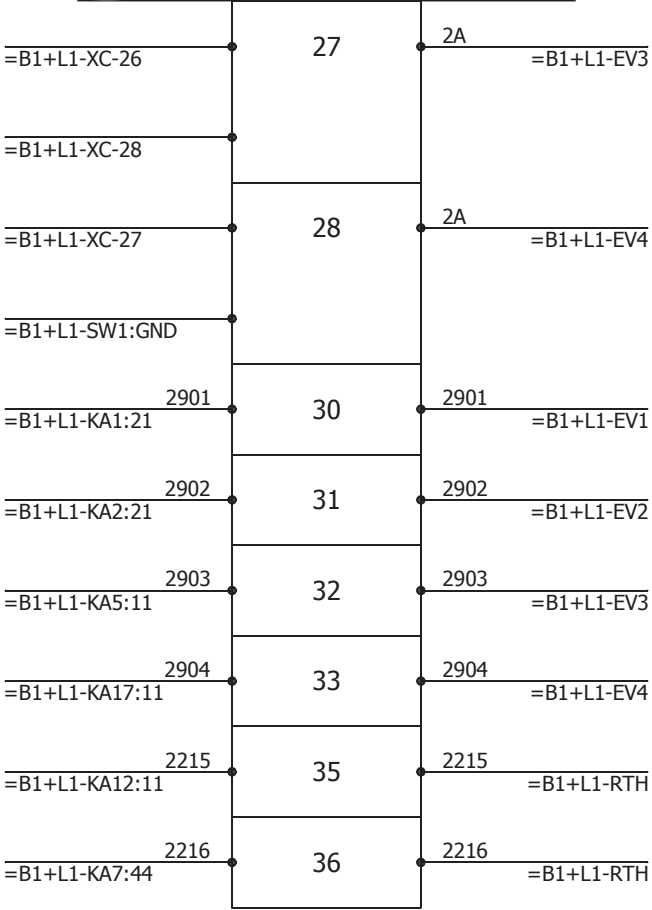 27
2A
=B1+L1-XC-26
=B1+L1-EV3
=B1+L1-XC-28
28
2A
=B1+L1-XC-27
=B1+L1-EV4
=B1+L1-SW1:GND
2901
30
2901
=B1+L1-KA1:21
=B1+L1-EV1
2902
31
2902
=B1+L1-KA2:21
=B1+L1-EV2
2903
32
2903
=B1+L1-KA5:11
=B1+L1-EV3
2904
33
2904
=B1+L1-KA17:11
=B1+L1-EV4
2215
35
2215
=B1+L1-KA12:11
=B1+L1-RTH
2216
36
2216
=B1+L1-KA7:44
=B1+L1-RTH